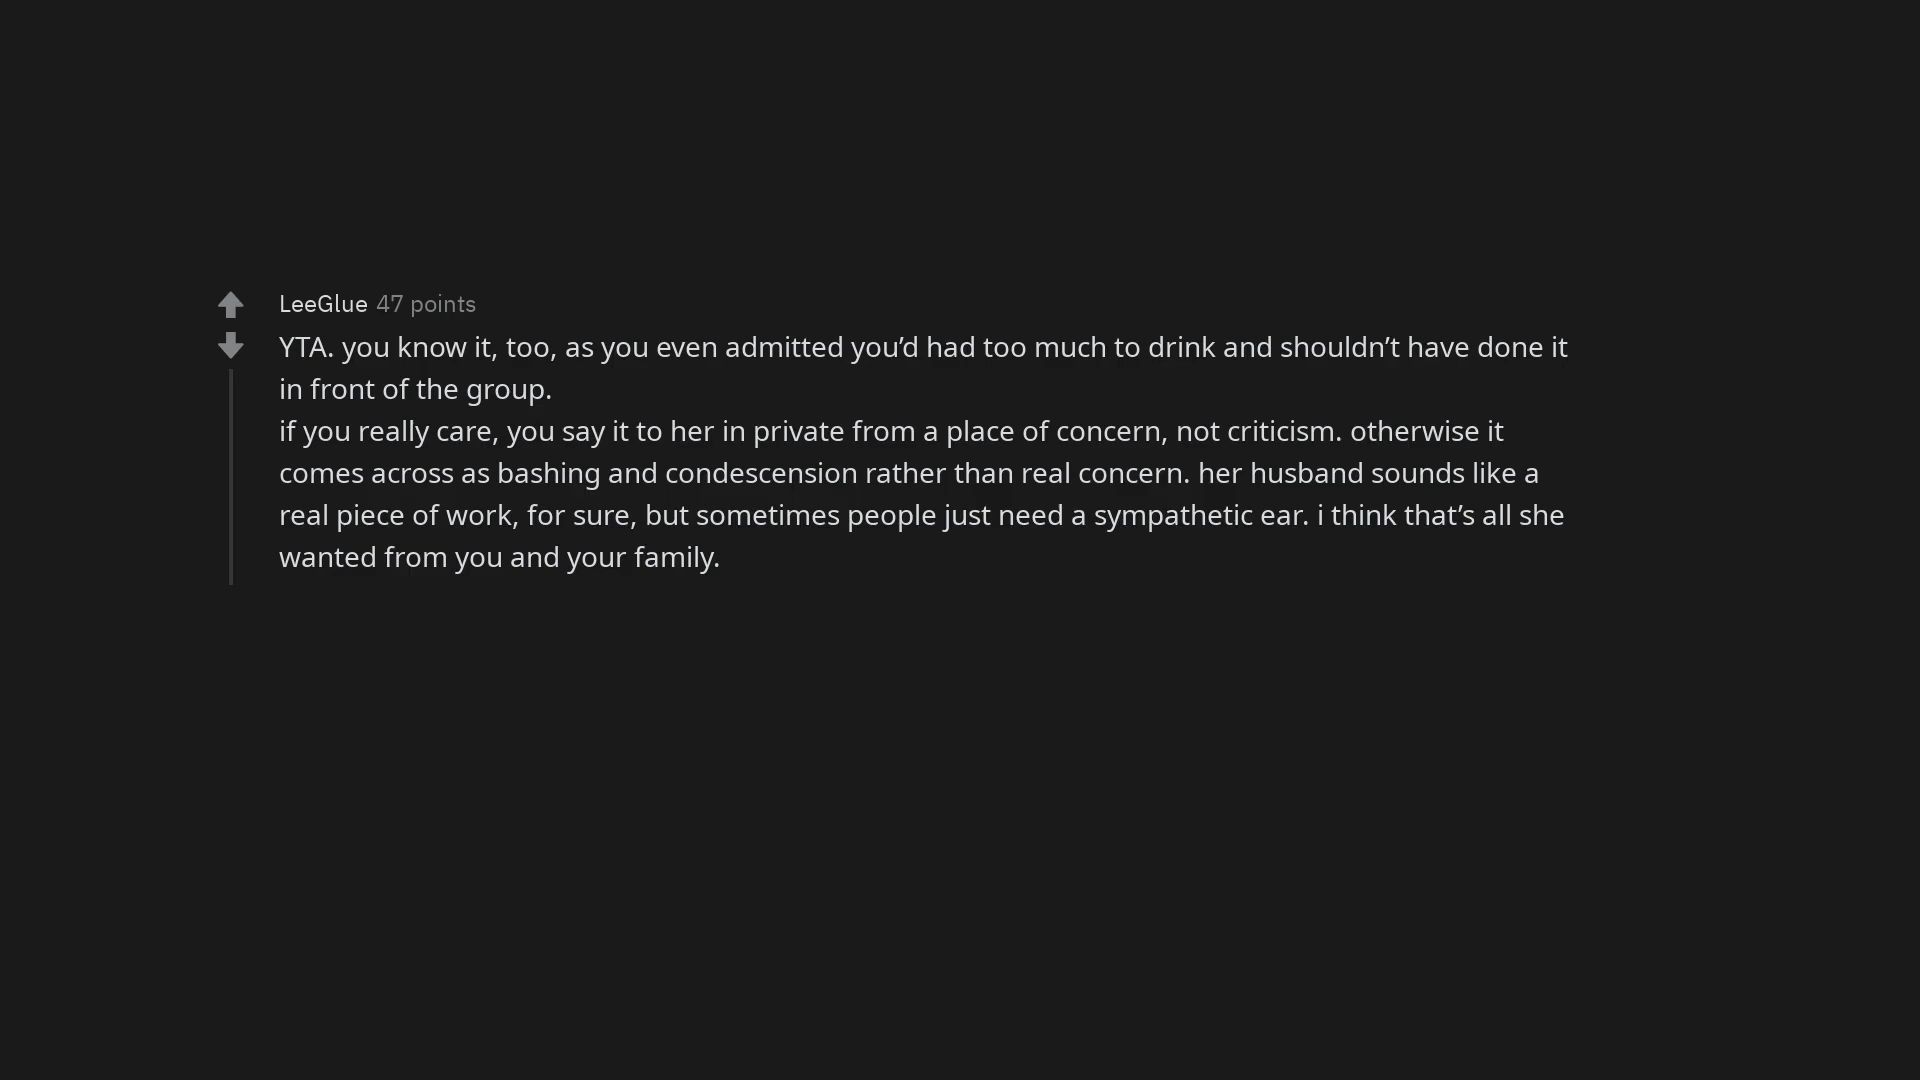 LeeGlue 47 points
YTA. you know it, too, as you even admitted you’d had too much to drink and shouldn’t have done it
in front of the group.
if you really care, you say it to her in private from a place of concern, not criticism. otherwise it
comes across as bashing and condescension rather than real concern. her husband sounds like a
real piece of work, for sure, but sometimes people just need a sympathetic ear. i think that’s all she
wanted from you and your family.